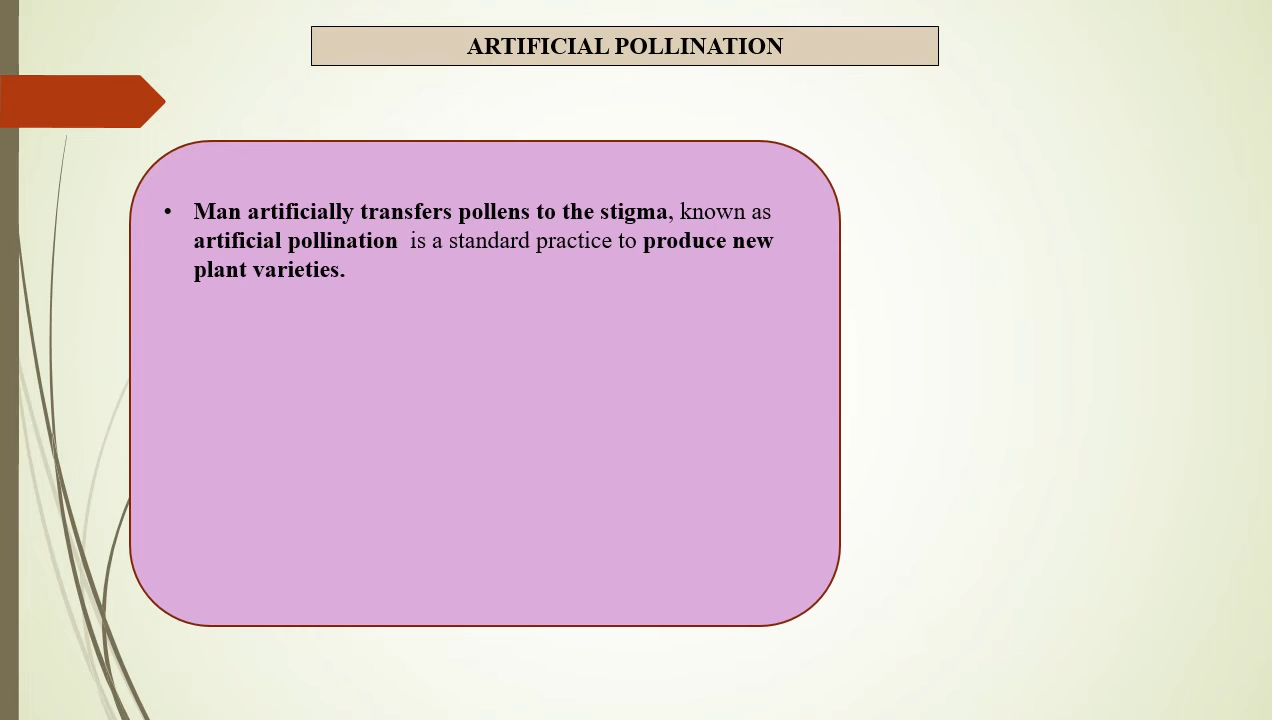 ARTIFICIAL POLLINATION
• Man artificially transfers pollens to the stigma, known as
artificial pollination  is a standard practice to produce new
plant varieties.